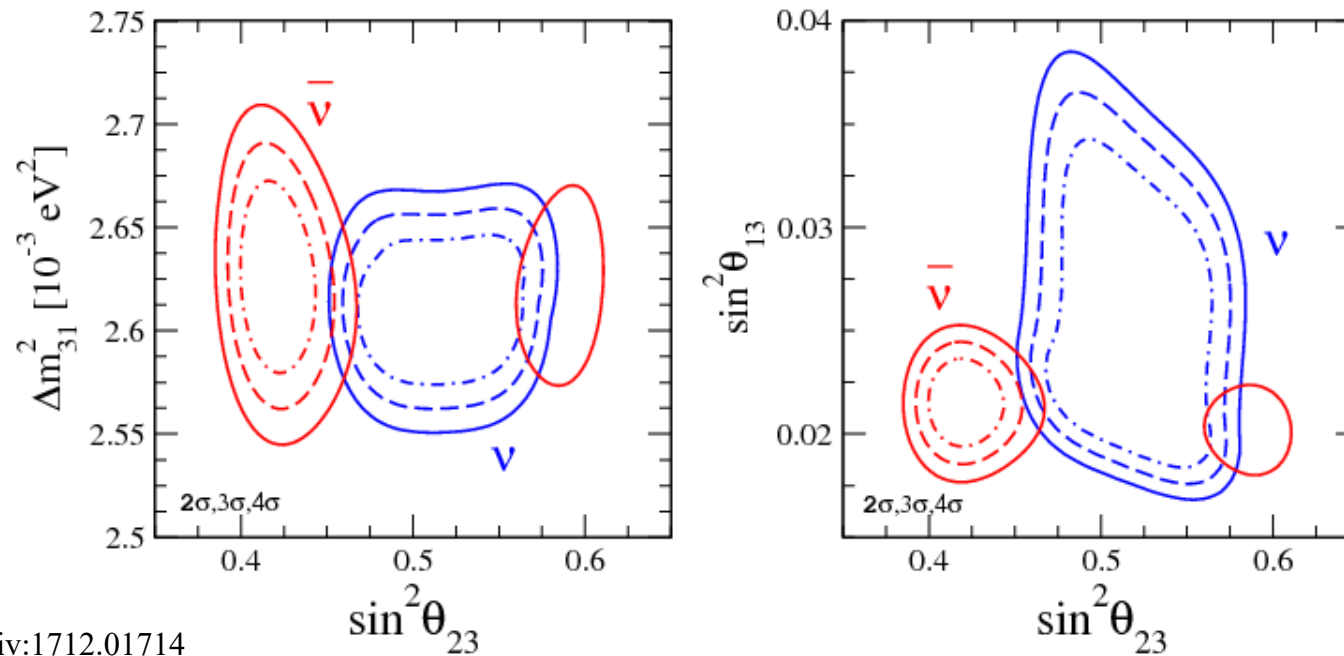 2.75
2.7
2.65
2.6
2.55
2.5
Δm²₃₁ [10⁻³ eV²]
ν̅
ν
2σ,3σ,4σ
0.4 0.5 0.6
sin²θ₂₃
0.04
0.03
0.02
sin²θ₁₃
ν̅
ν
2σ,3σ,4σ
0.4 0.5 0.6
sin²θ₂₃
iv:1712.01714